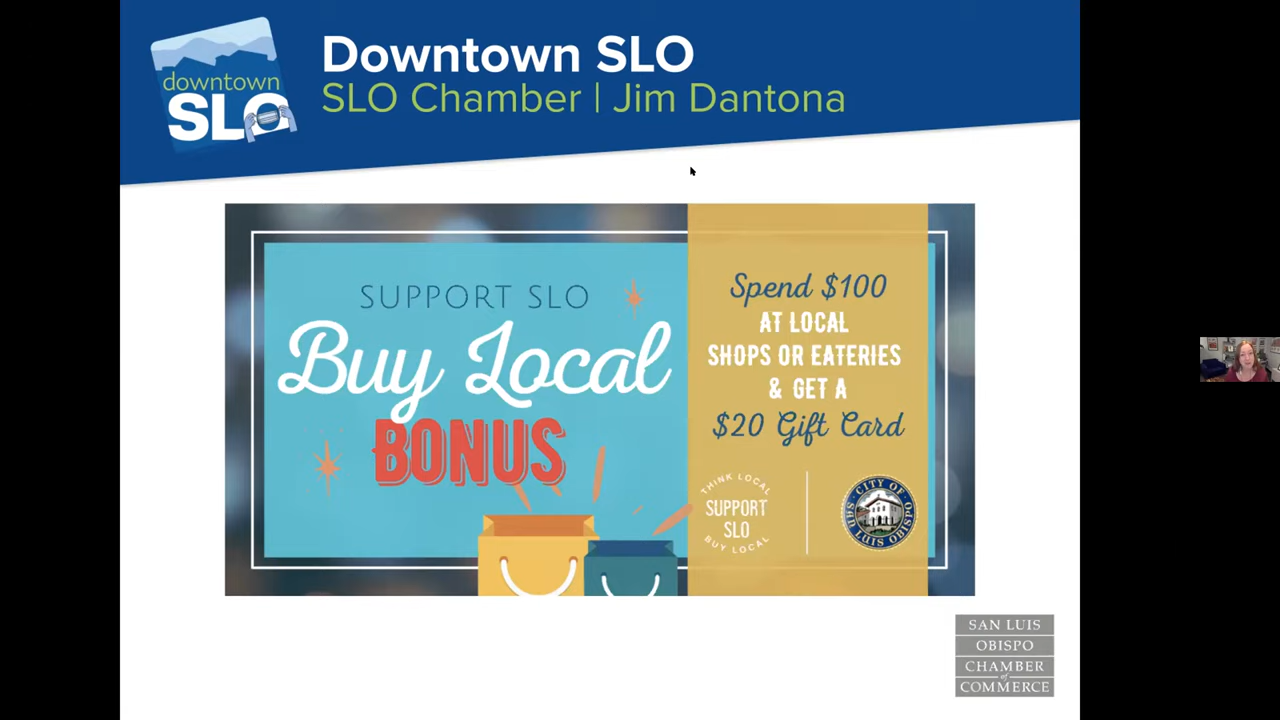 downtown
SLO
Downtown SLO
SLO Chamber | Jim Dantona
SUPPORT SLO
Buy Local
BONUS
Spend $100
AT LOCAL
SHOPS OR EATERIES
& GET A
$20 Gift Card
THINK LOCAL
SUPPORT
SLO
BUY LOCAL
CITY OF
SAN LUIS OBISPO
SAN LUIS
OBISPO
CHAMBER
of
COMMERCE